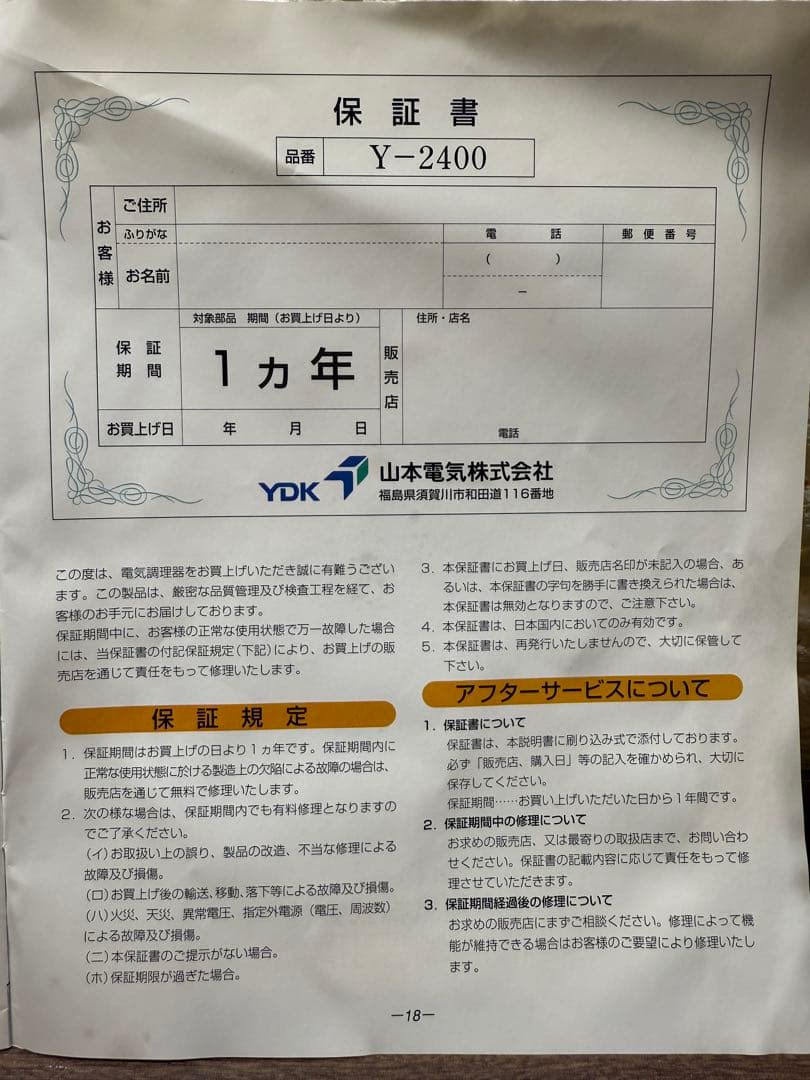 保証書
品番 Y-2400
お客様
ご住所
ふりがな
お名前
電話
( )
−
郵便番号
保証期間
対象部品 期間（お買上げ日より）
1ヵ年
お買上げ日 年 月 日
販売店
住所・店名
電話
YDK 山本電気株式会社
福島県須賀川市和田道116番地
この度は、電気調理器をお買上げいただき誠に有難うござい
ます。この製品は、厳密な品質管理及び検査工程を経て、お
客様のお手元にお届けしております。
保証期間中に、お客様の正常な使用状態で万一故障した場合
には、当保証書の付記保証規定（下記）により、お買上げの販
売店を通じて責任をもって修理いたします。
保証規定
1．保証期間はお買上げの日より1ヵ年です。保証期間内に
正常な使用状態に於ける製造上の欠陥による故障の場合は、
販売店を通じて無料で修理いたします。
2．次の様な場合は、保証期間内でも有料修理となりますの
でご了承ください。
（イ）お取扱い上の誤り、製品の改造、不当な修理による
故障及び損傷。
（ロ）お買上げ後の輸送、移動、落下等による故障及び損傷。
（ハ）火災、天災、異常電圧、指定外電源（電圧、周波数）
による故障及び損傷。
（ニ）本保証書のご提示がない場合。
（ホ）保証期限が過ぎた場合。
3．本保証書にお買上げ日、販売店名印が未記入の場合、あ
るいは、本保証書の字句を勝手に書き換えられた場合は、
本保証書は無効となりますので、ご注意下さい。
4．本保証書は、日本国内においてのみ有効です。
5．本保証書は、再発行いたしませんので、大切に保管して
下さい。
アフターサービスについて
1．保証書について
保証書は、本説明書に刷り込み式で添付しております。
必ず「販売店、購入日」等の記入を確かめられ、大切に
保存してください。
保証期間……お買い上げいただいた日から1年間です。
2．保証期間中の修理について
お求めの販売店、又は最寄りの取扱店まで、お問い合わ
せください。保証書の記載内容に応じて責任をもって修
理させていただきます。
3．保証期間経過後の修理について
お求めの販売店にまずご相談ください。修理によって機
能が維持できる場合はお客様のご要望により修理いたし
ます。
−18−